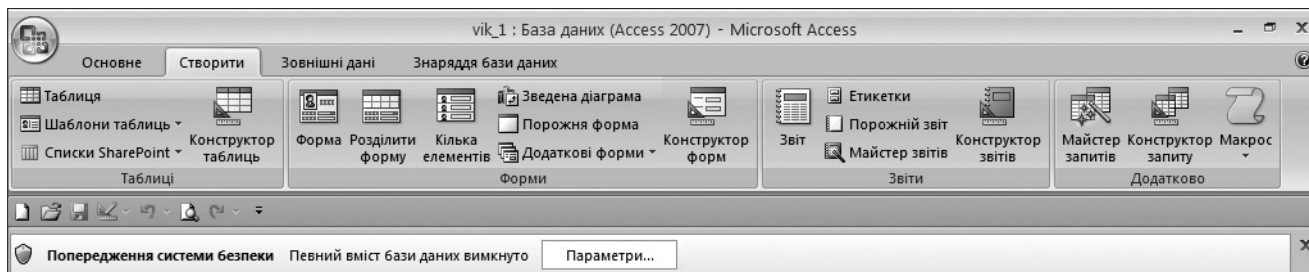 vik_1 : База даних (Access 2007) - Microsoft Access
Основне Створити Зовнішні дані Знаряддя бази даних
Таблиця
Шаблони таблиць
Списки SharePoint
Конструктор
таблиць
Таблиці
Форма
Розділити
форму
Кілька
елементів
Зведена діаграма
Порожня форма
Додаткові форми
Конструктор
форм
Форми
Звіт
Етикетки
Порожній звіт
Майстер звітів
Конструктор
звітів
Звіти
Майстер
запитів
Конструктор
запиту
Макрос
Додатково
Попередження системи безпеки Певний вміст бази даних вимкнуто Параметри...